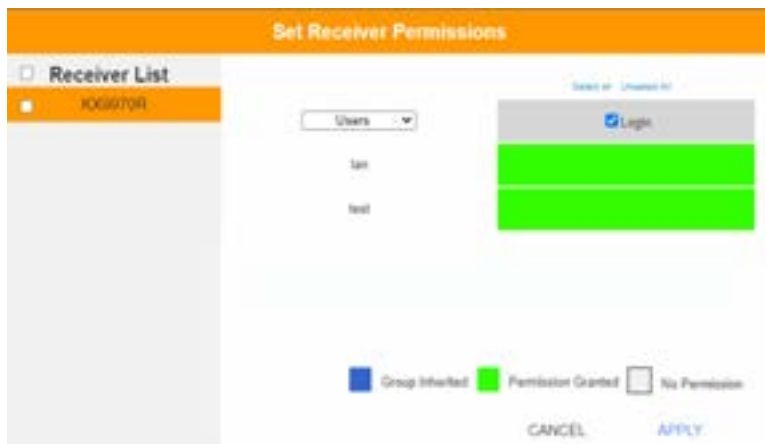 Set Receiver Permissions
Receiver List
Select All Unselect All
Users
Login
test
Group Inherited
Permission Granted
No Permission
CANCEL
APPLY